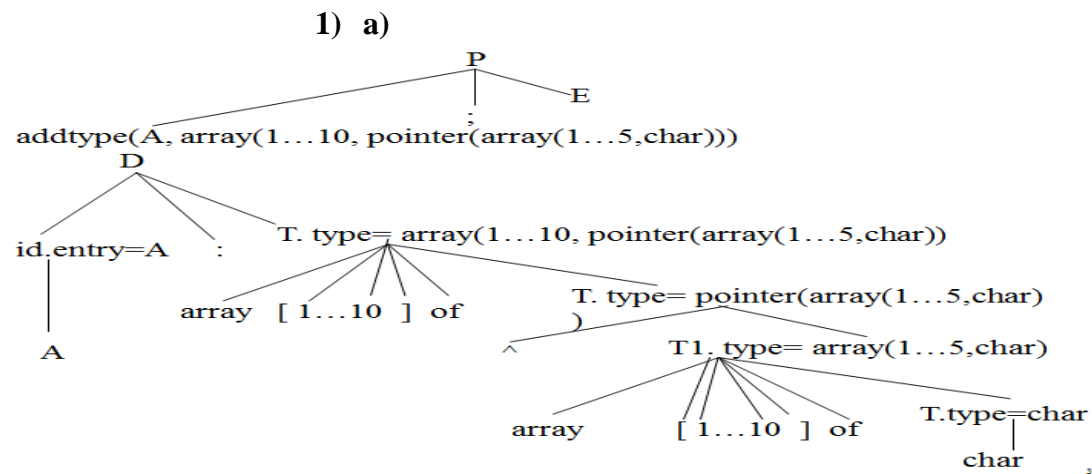 1) a)
P
E
;
addtype(A, array(1…10, pointer(array(1…5,char)))
D
id.entry=A : T. type= array(1…10, pointer(array(1…5,char))
array [ 1…10 ] of T. type= pointer(array(1…5,char)
)
A ^ T1. type= array(1…5,char)
array [ 1…10 ] of T.type=char
char